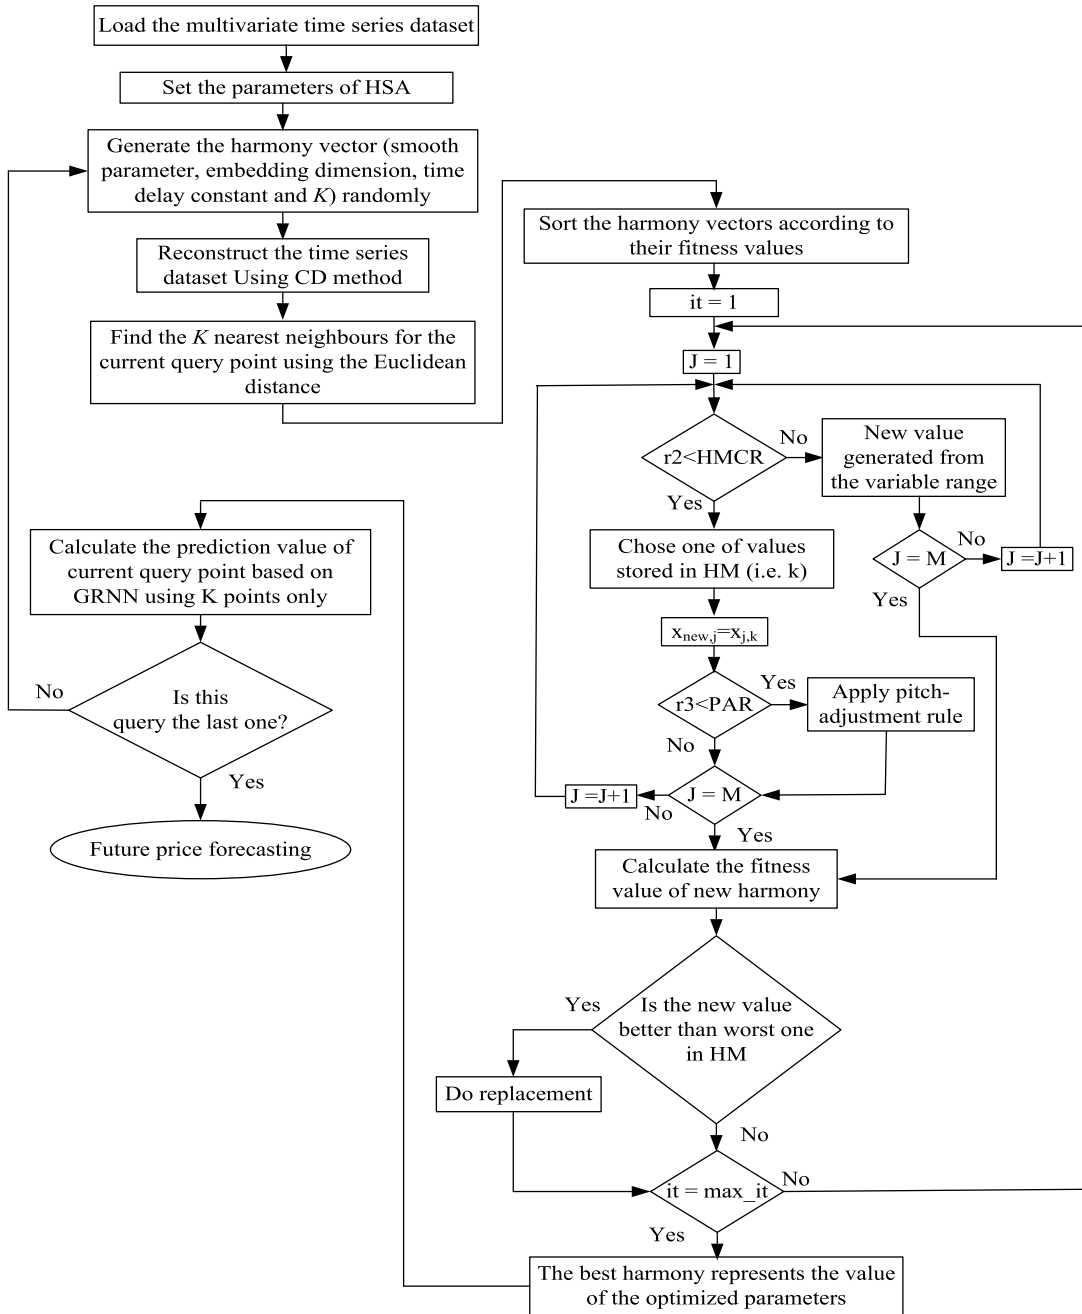 Load the multivariate time series dataset
Set the parameters of HSA
Generate the harmony vector (smooth
parameter, embedding dimension, time
delay constant and K) randomly
Reconstruct the time series
dataset Using CD method
Find the K nearest neighbours for the
current query point using the Euclidean
distance
Sort the harmony vectors according to
their fitness values
it = 1
J = 1
r2<HMCR
No
Yes
New value
generated from
the variable range
J = M
No
J =J+1
Yes
Chose one of values
stored in HM (i.e. k)
xnew,j=xj,k
r3<PAR
Yes
Apply pitch-
adjustment rule
No
J = M
No
J =J+1
Yes
Calculate the fitness
value of new harmony
Is the new value
better than worst one
in HM
Yes
Do replacement
No
it = max_it
No
Yes
The best harmony represents the value
of the optimized parameters
Calculate the prediction value of
current query point based on
GRNN using K points only
Is this
query the last one?
No
Yes
Future price forecasting